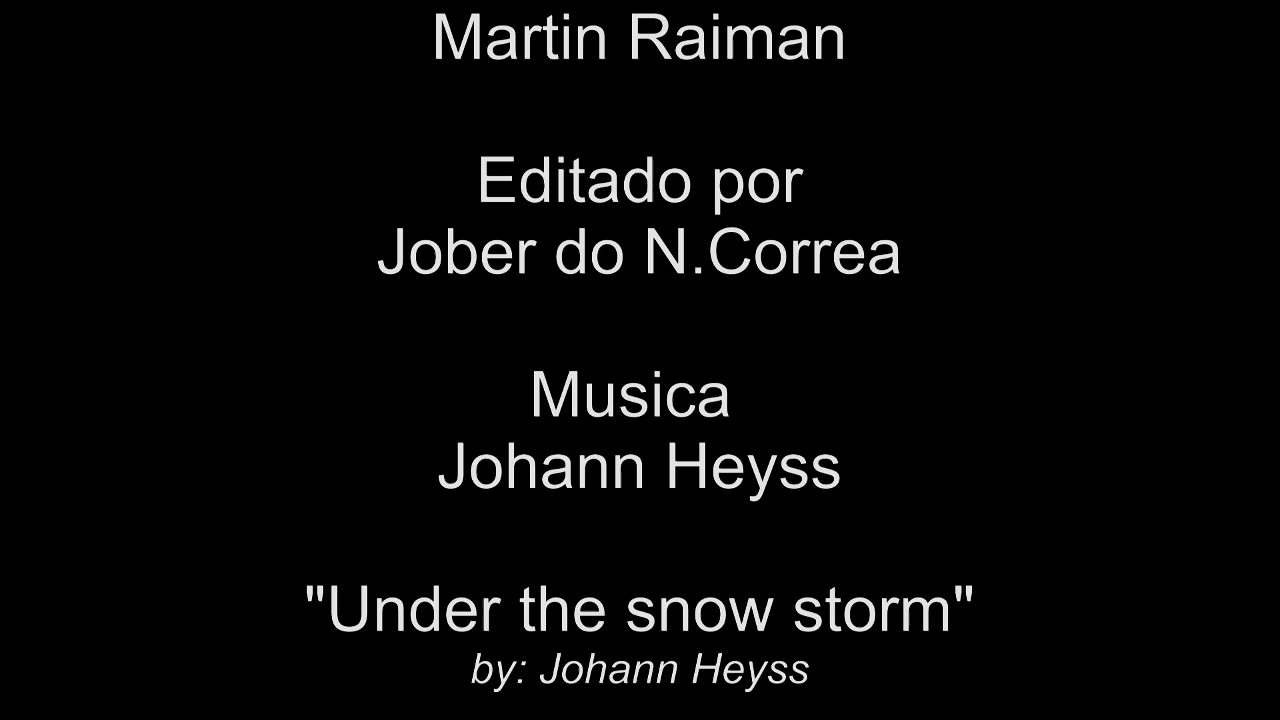 Martin Raiman
Editado por
Jober do N.Correa
Musica
Johann Heyss
"Under the snow storm"
by: Johann Heyss